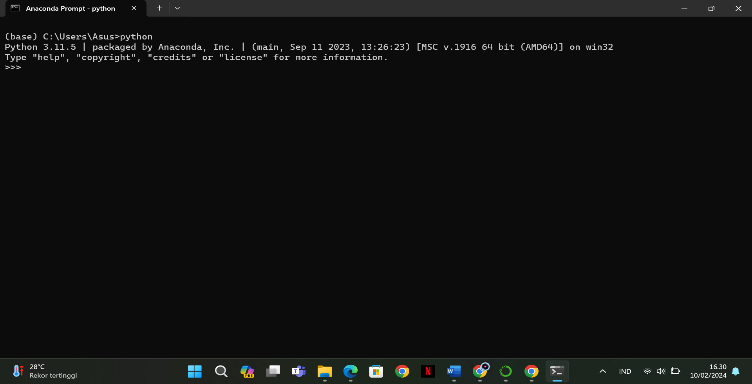 Anaconda Prompt - python
(base) C:\Users\Asus>python
Python 3.11.5 | packaged by Anaconda, Inc. | (main, Sep 11 2023, 13:26:23) [MSC v.1916 64 bit (AMD64)] on win32
Type "help", "copyright", "credits" or "license" for more information.
>>>
28°C
Rekor tertinggi
IND
16.30
10/02/2024